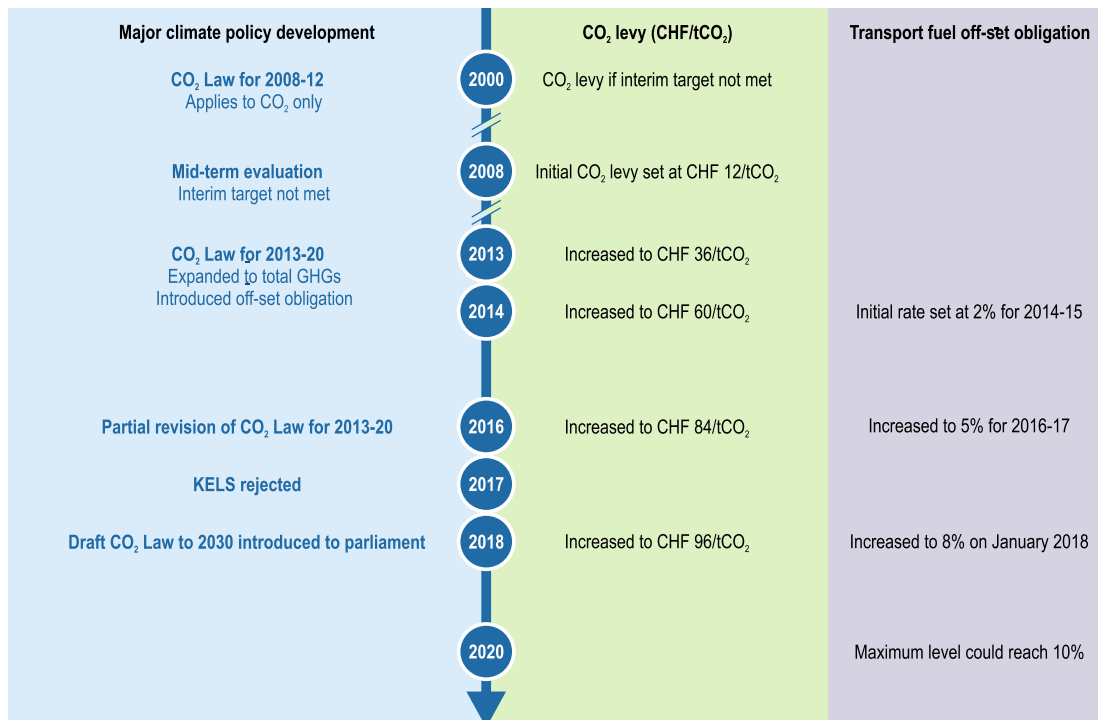 Major climate policy development
CO₂ levy (CHF/tCO₂)
Transport fuel off-set obligation
CO₂ Law for 2008-12
Applies to CO₂ only
2000
CO₂ levy if interim target not met
Mid-term evaluation
Interim target not met
2008
Initial CO₂ levy set at CHF 12/tCO₂
CO₂ Law for 2013-20
Expanded to total GHGs
Introduced off-set obligation
2013
Increased to CHF 36/tCO₂
2014
Increased to CHF 60/tCO₂
Initial rate set at 2% for 2014-15
Partial revision of CO₂ Law for 2013-20
2016
Increased to CHF 84/tCO₂
Increased to 5% for 2016-17
KELS rejected
2017
Draft CO₂ Law to 2030 introduced to parliament
2018
Increased to CHF 96/tCO₂
Increased to 8% on January 2018
2020
Maximum level could reach 10%